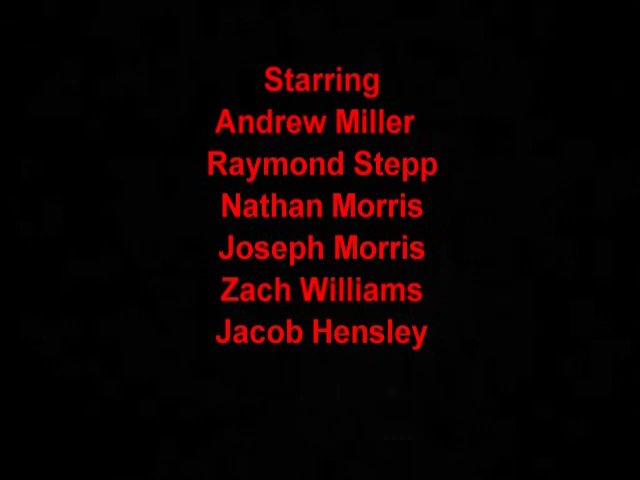 Starring
Andrew Miller
Raymond Stepp
Nathan Morris
Joseph Morris
Zach Williams
Jacob Hensley